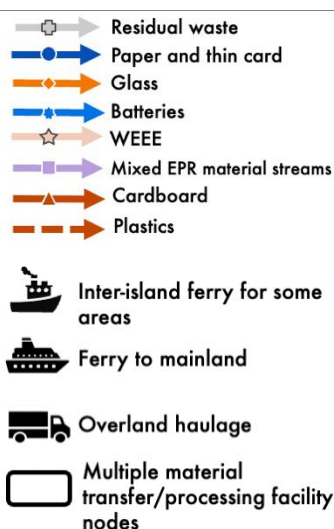 Residual waste
Paper and thin card
Glass
Batteries
WEEE
Mixed EPR material streams
Cardboard
Plastics
Inter-island ferry for some
areas
Ferry to mainland
Overland haulage
Multiple material
transfer/processing facility
nodes